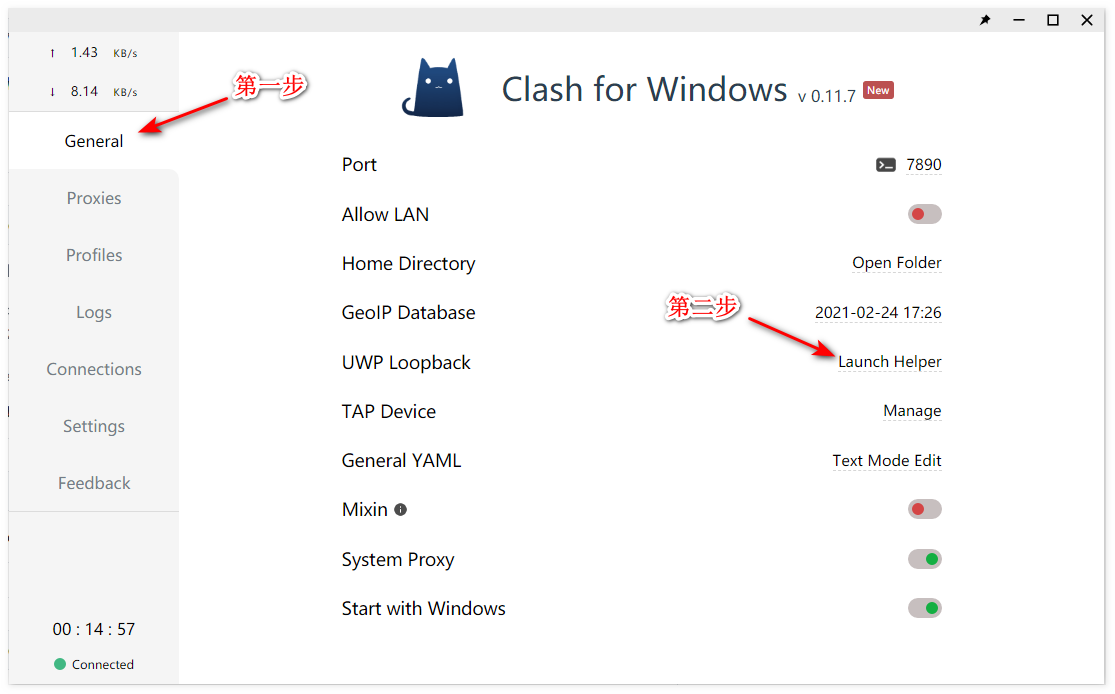 ↑ 1.43 KB/s
↓ 8.14 KB/s
第一步
General
Proxies
Profiles
Logs
Connections
Settings
Feedback
00 : 14 : 57
Connected
Clash for Windows v 0.11.7 New
Port 7890
Allow LAN
Home Directory Open Folder
GeoIP Database 2021-02-24 17:26
第二步
UWP Loopback Launch Helper
TAP Device Manage
General YAML Text Mode Edit
Mixin
System Proxy
Start with Windows